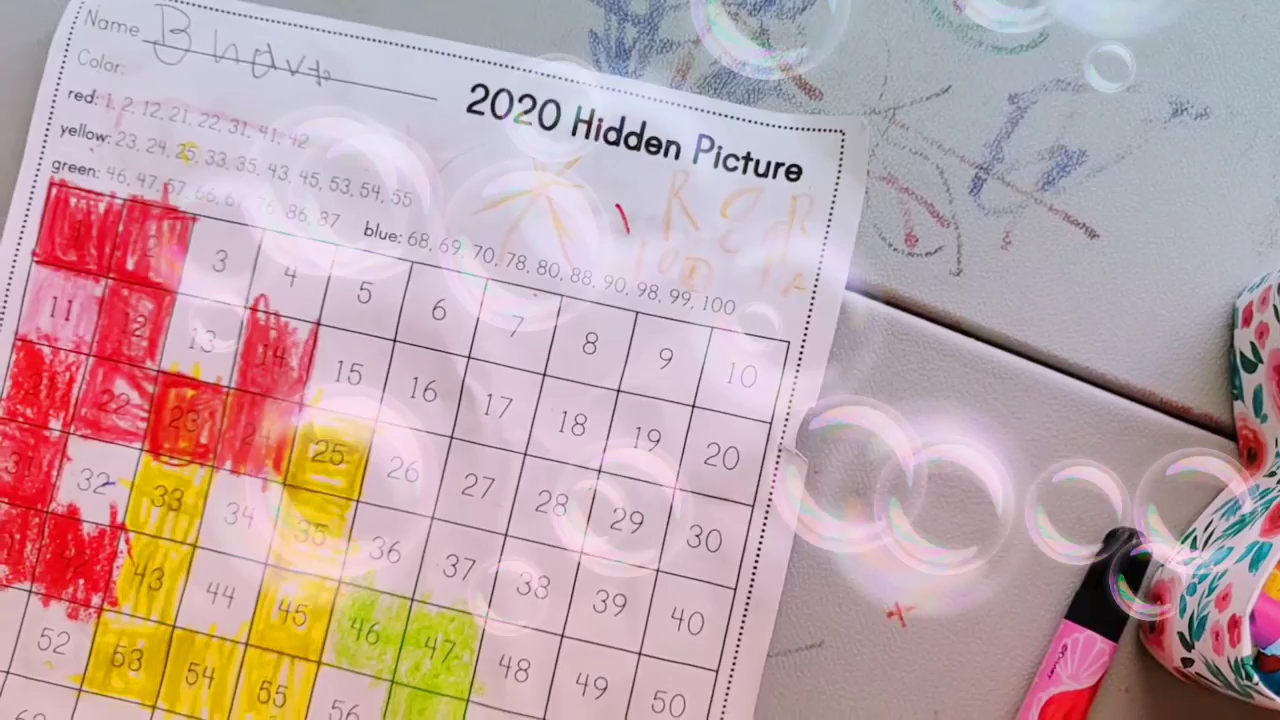 Name Bhavt
2020 Hidden Picture
Color:
red: 1, 2, 12, 21, 22, 31, 41, 42
yellow: 23, 24, 25, 33, 35, 43, 45, 53, 54, 55
green: 46, 47, 57, 66, 67, 76, 86, 87
blue: 68, 69, 70, 78, 80, 88, 90, 98, 99, 100
1 2 3 4 5 6 7 8 9 10
11 12 13 14 15 16 17 18 19 20
21 22 23 24 25 26 27 28 29 30
31 32 33 34 35 36 37 38 39 40
42 43 44 45 46 47 48 49 50
52 53 54 55 56